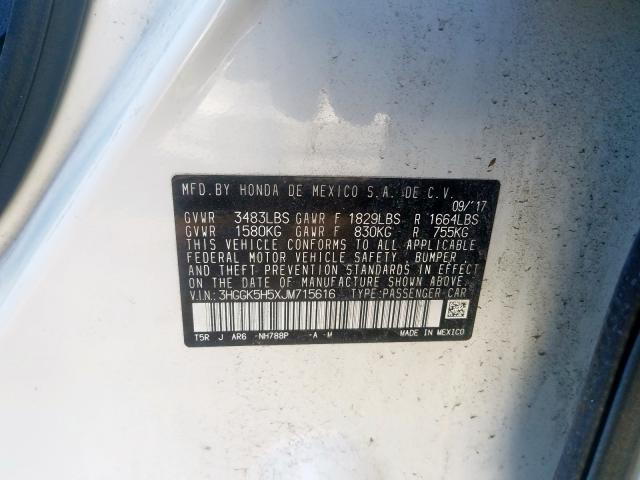 MFD. BY HONDA DE MEXICO S.A. DE C.V.
09/'17
GVWR 3483LBS GAWR F 1829LBS R 1664LBS
GVWR 1580KG GAWR F 830KG R 755KG
THIS VEHICLE CONFORMS TO ALL APPLICABLE
FEDERAL MOTOR VEHICLE SAFETY, BUMPER
AND THEFT PREVENTION STANDARDS IN EFFECT
ON THE DATE OF MANUFACTURE SHOWN ABOVE.
V.I.N.: 3HGGK5H5XJM715616 TYPE:PASSENGER CAR
T5R J AR6 -NH788P -A -M MADE IN MEXICO